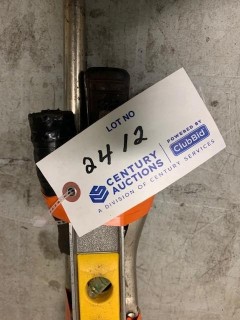 LOT NO
2412
CENTURY
AUCTIONS
A DIVISION OF CENTURY SERVICES
POWERED BY
ClubBid